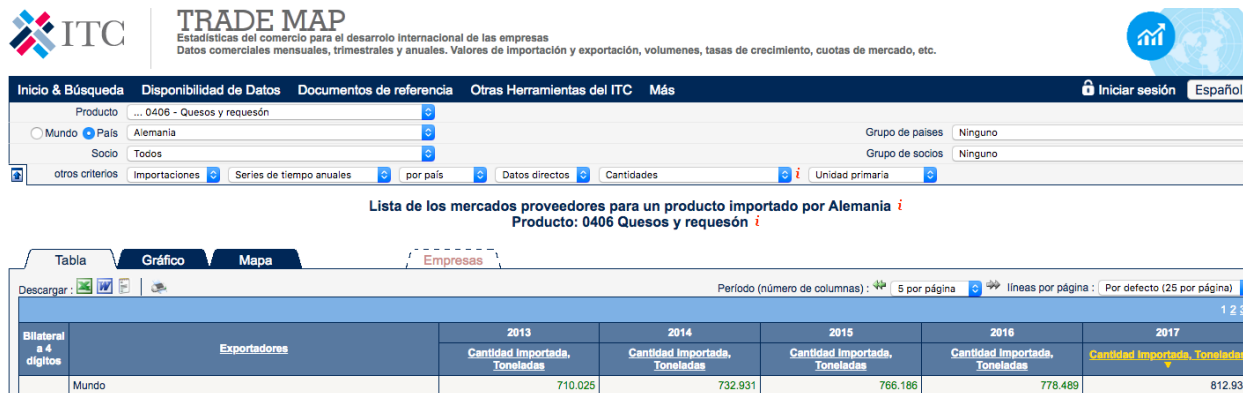 ITC
TRADE MAP
Estadísticas del comercio para el desarrolo internacional de las empresas
Datos comerciales mensuales, trimestrales y anuales. Valores de importación y exportación, volumenes, tasas de crecimiento, cuotas de mercado, etc.
Inicio & Búsqueda Disponibilidad de Datos Documentos de referencia Otras Herramientas del ITC Más Iniciar sesión Español
Producto ... 0406 - Quesos y requesón
Mundo País Alemania Grupo de paises Ninguno
Socio Todos Grupo de socios Ninguno
otros criterios Importaciones Series de tiempo anuales por país Datos directos Cantidades i Unidad primaria
Lista de los mercados proveedores para un producto importado por Alemania i
Producto: 0406 Quesos y requesón i
Tabla Gráfico Mapa Empresas
Descargar : Período (número de columnas) : 5 por página líneas por página : Por defecto (25 por página)
1 2 3
Bilateral a 4 dígitos Exportadores 2013 2014 2015 2016 2017
Cantidad Importada, Toneladas Cantidad Importada, Toneladas Cantidad Importada, Toneladas Cantidad Importada, Toneladas Cantidad Importada, Toneladas
Mundo 710.025 732.931 766.186 778.489 812.93